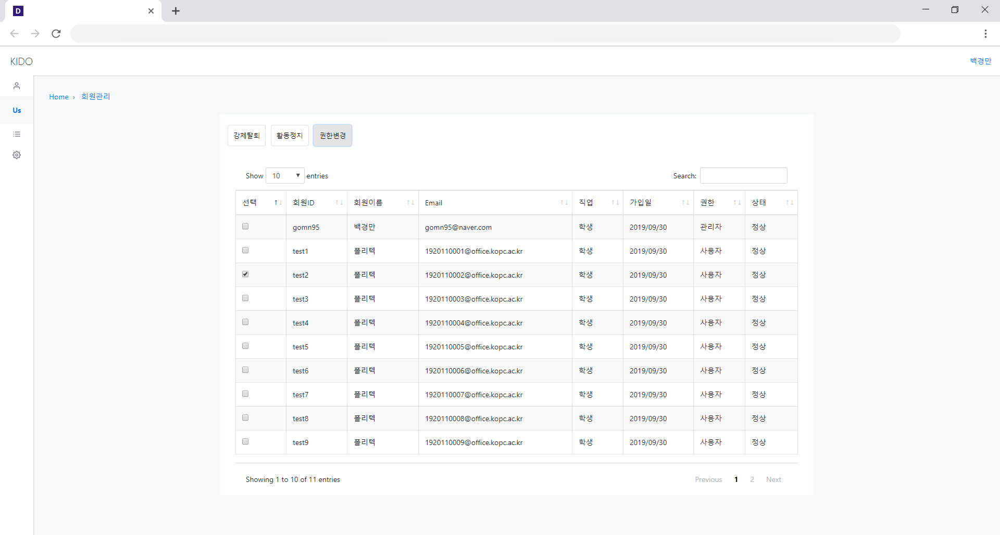 D
KIDO
백경만
Us
Home › 회원관리
강제탈퇴 활동정지 권한변경
Show 10 entries
Search:
선택 회원ID 회원이름 Email 직업 가입일 권한 상태
gomn95 백경만 gomn95@naver.com 학생 2019/09/30 관리자 정상
test1 폴리텍 1920110001@office.kopc.ac.kr 학생 2019/09/30 사용자 정상
test2 폴리텍 1920110002@office.kopc.ac.kr 학생 2019/09/30 사용자 정상
test3 폴리텍 1920110003@office.kopc.ac.kr 학생 2019/09/30 사용자 정상
test4 폴리텍 1920110004@office.kopc.ac.kr 학생 2019/09/30 사용자 정상
test5 폴리텍 1920110005@office.kopc.ac.kr 학생 2019/09/30 사용자 정상
test6 폴리텍 1920110006@office.kopc.ac.kr 학생 2019/09/30 사용자 정상
test7 폴리텍 1920110007@office.kopc.ac.kr 학생 2019/09/30 사용자 정상
test8 폴리텍 1920110008@office.kopc.ac.kr 학생 2019/09/30 사용자 정상
test9 폴리텍 1920110009@office.kopc.ac.kr 학생 2019/09/30 사용자 정상
Showing 1 to 10 of 11 entries
Previous 1 2 Next